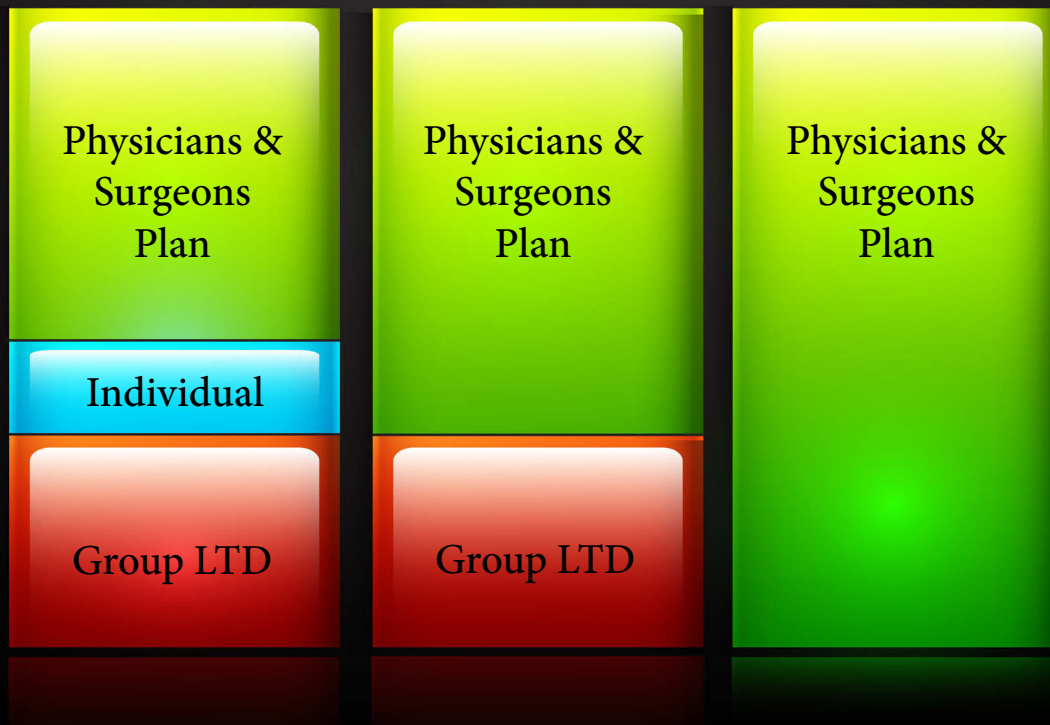 Physicians &
Surgeons
Plan
Individual
Group LTD
Physicians &
Surgeons
Plan
Group LTD
Physicians &
Surgeons
Plan